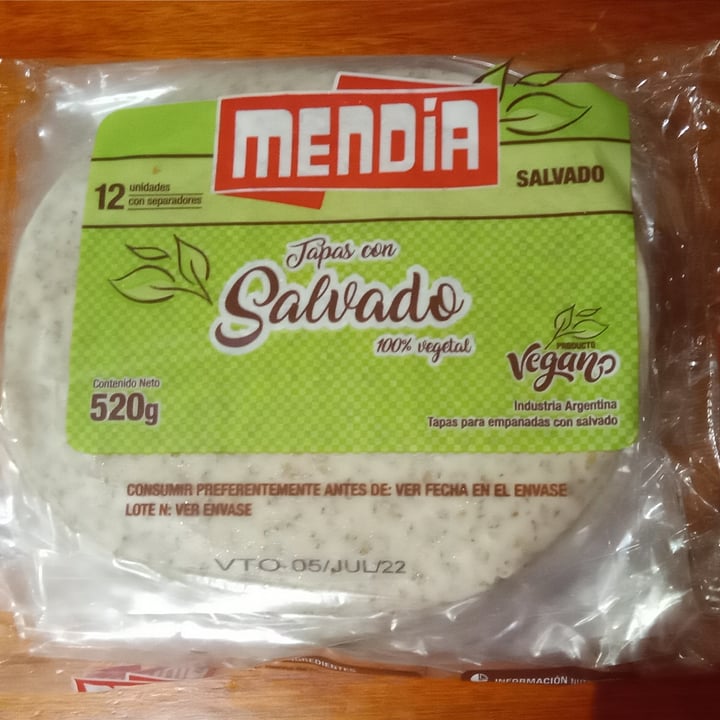 MENDÍA
SALVADO
12 unidades
con separadores
Tapas con
Salvado
100% vegetal
PRODUCTO
Vegano
Contenido Neto
520g
Industria Argentina
Tapas para empanadas con salvado
CONSUMIR PREFERENTEMENTE ANTES DE: VER FECHA EN EL ENVASE
LOTE N: VER ENVASE
VTO 05/JUL/22
INGREDIENTES
INFORMACIÓN